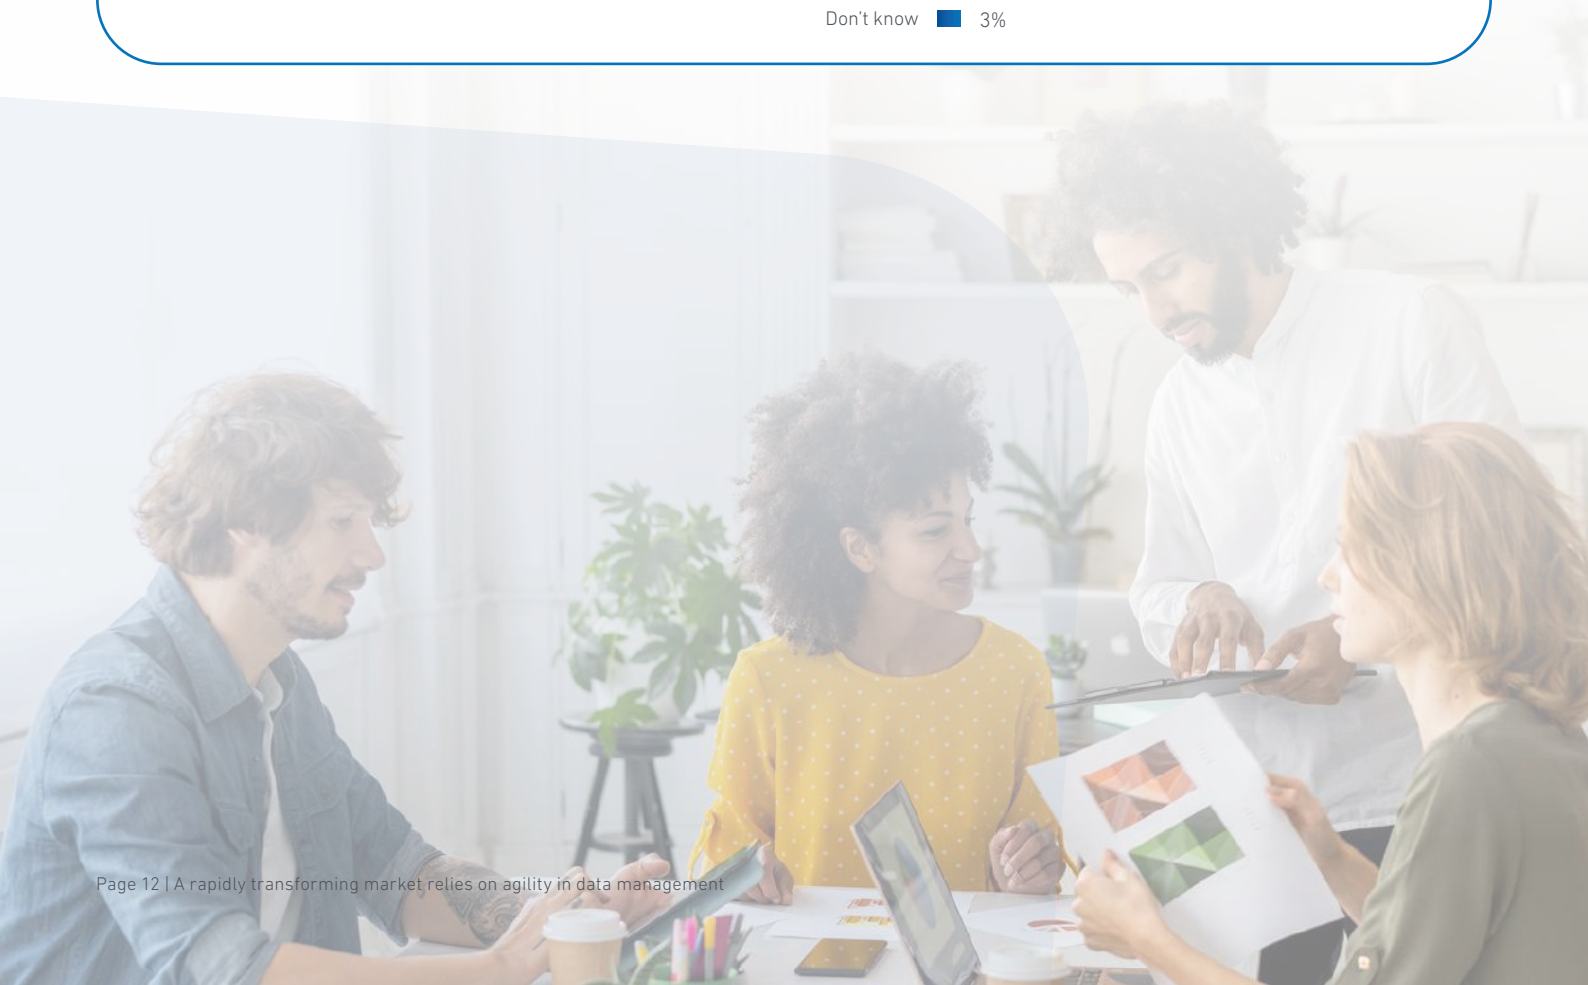 Don't know 3%
Page 12 | A rapidly transforming market relies on agility in data management